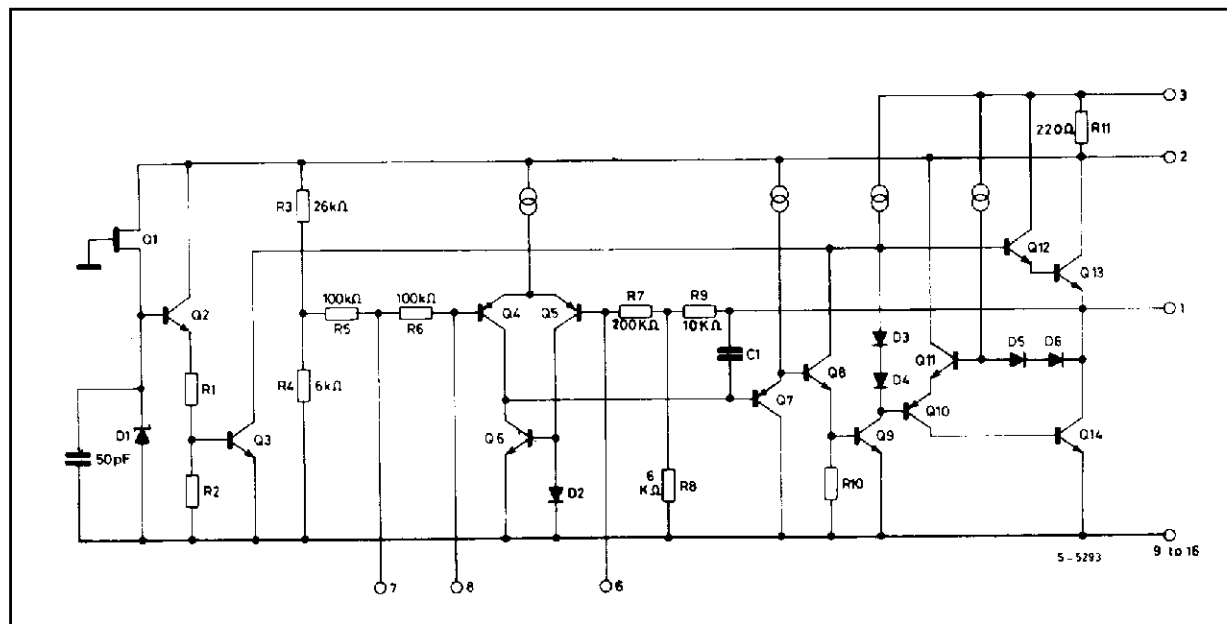 3
220Ω R11
2
R3 26kΩ
Q1
Q12
Q13
100kΩ 100kΩ
R7 R9
Q2
R5 R6
Q4 Q5
200KΩ 10KΩ
1
D3
D5 D6
C1
Q11
R4 6kΩ
Q8
R1
D4
Q7
Q10
D1
Q3
Q6
Q9
Q14
50pF
R2
D2
6
KΩ R8
R10
S-5293
9 to 16
7
8
6